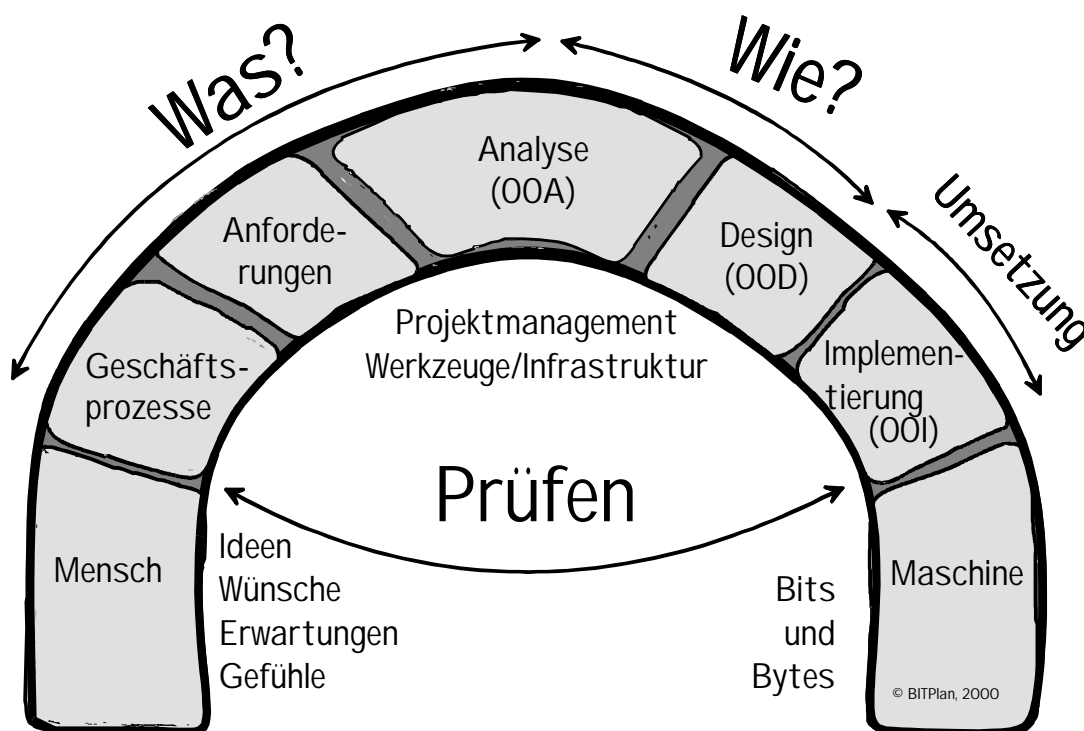 Was?
Wie?
Umsetzung
Analyse
(OOA)
Anforde-
rungen
Design
(OOD)
Geschäfts-
prozesse
Projektmanagement
Werkzeuge/Infrastruktur
Implemen-
tierung
(OOI)
Prüfen
Mensch
Ideen
Wünsche
Erwartungen
Gefühle
Bits
und
Bytes
Maschine
© BITPlan, 2000